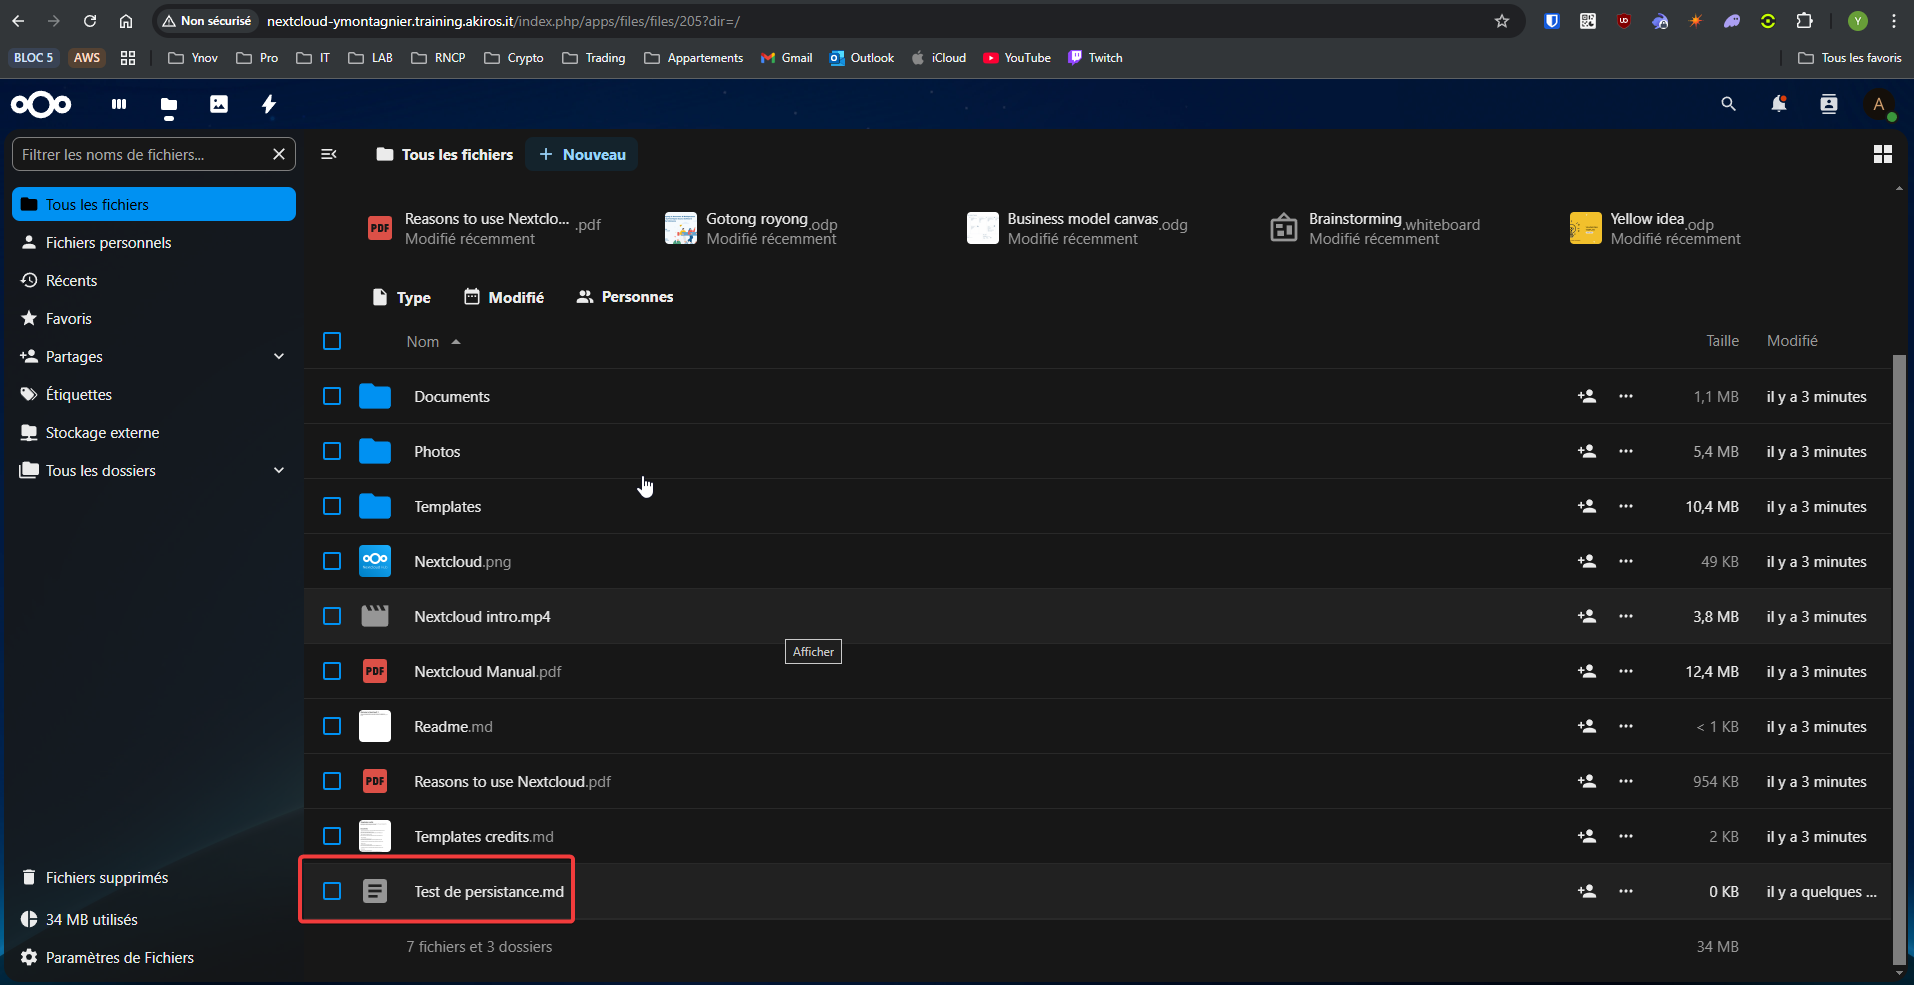 Non sécurisé nextcloud-ymontagnier.training.akiros.it/index.php/apps/files/files/205?dir=/
Y
BLOC 5 AWS Ynov Pro IT LAB RNCP Crypto Trading Appartements Gmail Outlook iCloud YouTube Twitch Tous les favoris
A
Filtrer les noms de fichiers...
Tous les fichiers
Nouveau
Tous les fichiers
Fichiers personnels
Récents
Favoris
Partages
Étiquettes
Stockage externe
Tous les dossiers
Fichiers supprimés
34 MB utilisés
Paramètres de Fichiers
PDF Reasons to use Nextclo... .pdf
Modifié récemment
Gotong royong.odp
Modifié récemment
Business model canvas.odg
Modifié récemment
Brainstorming.whiteboard
Modifié récemment
Yellow idea.odp
Modifié récemment
Type Modifié Personnes
Nom Taille Modifié
Documents 1,1 MB il y a 3 minutes
Photos 5,4 MB il y a 3 minutes
Templates 10,4 MB il y a 3 minutes
Nextcloud.png 49 KB il y a 3 minutes
Nextcloud intro.mp4 3,8 MB il y a 3 minutes
Afficher
PDF Nextcloud Manual.pdf 12,4 MB il y a 3 minutes
Readme.md < 1 KB il y a 3 minutes
PDF Reasons to use Nextcloud.pdf 954 KB il y a 3 minutes
Templates credits.md 2 KB il y a 3 minutes
Test de persistance.md 0 KB il y a quelques ...
7 fichiers et 3 dossiers 34 MB